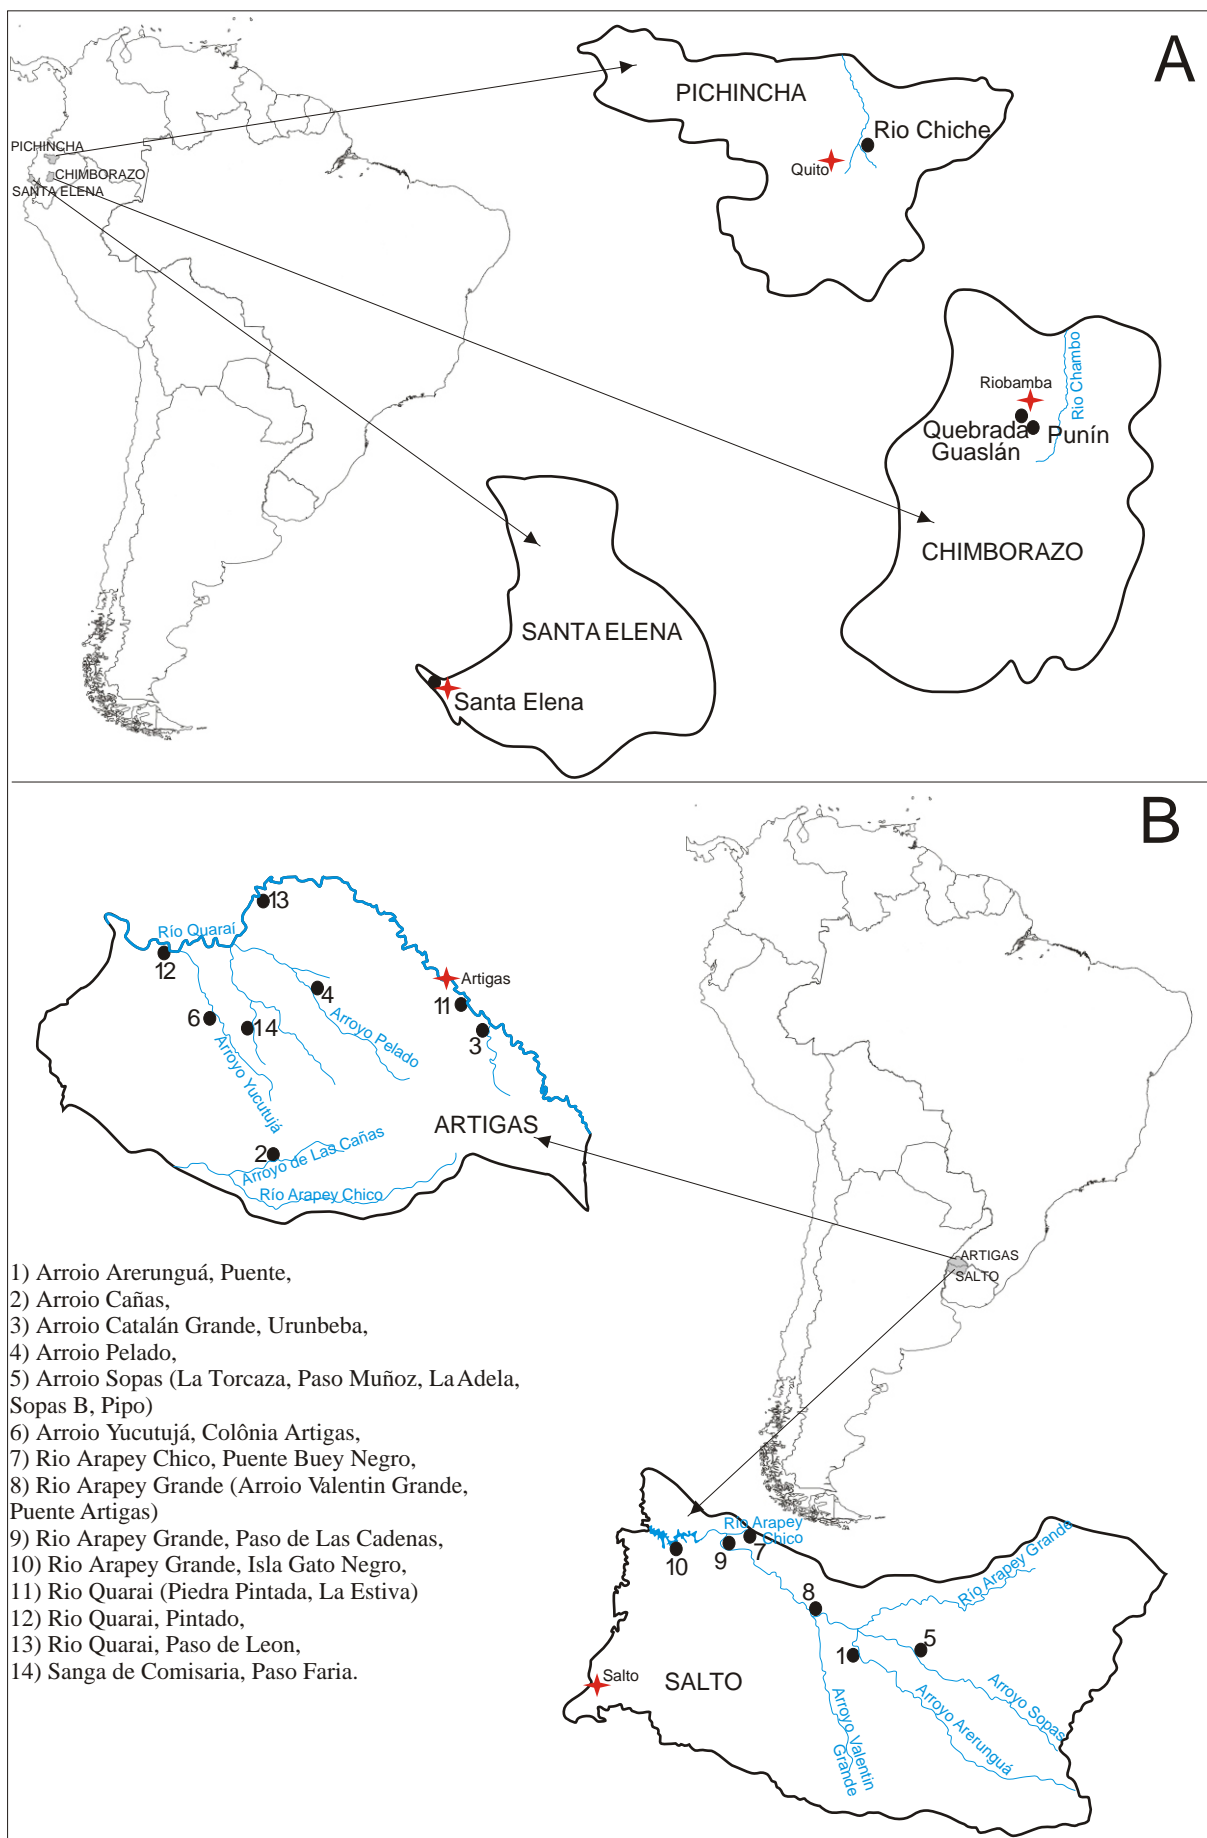 A
PICHINCHA
CHIMBORAZO
SANTA ELENA
PICHINCHA
Rio Chiche
Quito
Riobamba
Rio Chambo
Quebrada
Guaslán
Punín
CHIMBORAZO
SANTA ELENA
Santa Elena
B
13
Río Quaraí
12
Artigas
4
11
6
14
3
Arroyo Pelado
Arroyo Yucutujá
ARTIGAS
2
Arroyo de Las Cañas
Río Arapey Chico
ARTIGAS
SALTO
1) Arroio Arerunguá, Puente,
2) Arroio Cañas,
3) Arroio Catalán Grande, Urunbeba,
4) Arroio Pelado,
5) Arroio Sopas (La Torcaza, Paso Muñoz, La Adela,
Sopas B, Pipo)
6) Arroio Yucutujá, Colônia Artigas,
7) Rio Arapey Chico, Puente Buey Negro,
8) Rio Arapey Grande (Arroio Valentin Grande,
Puente Artigas)
9) Rio Arapey Grande, Paso de Las Cadenas,
10) Rio Arapey Grande, Isla Gato Negro,
11) Rio Quarai (Piedra Pintada, La Estiva)
12) Rio Quarai, Pintado,
13) Rio Quarai, Paso de Leon,
14) Sanga de Comisaria, Paso Faria.
Río Arapey
Chico
10
9
7
Río Arapey Grande
8
5
1
Salto
SALTO
Arroyo Sopas
Arroyo Arerunguá
Arroyo Valentin
Grande